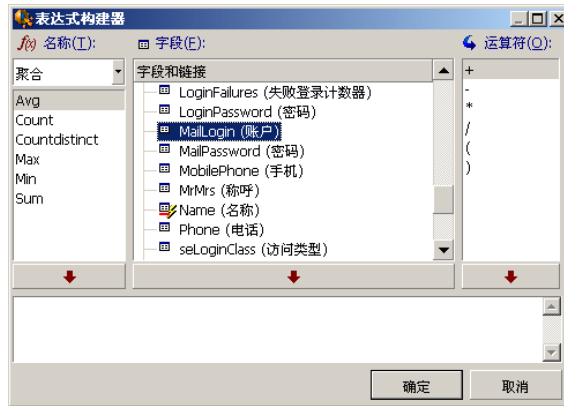 表达式构建器
f(x) 名称(T):
字段(F):
运算符(O):
聚合
字段和链接
Avg
Count
Countdistinct
Max
Min
Sum
LoginFailures (失败登录计数器)
LoginPassword (密码)
MailLogin (账户)
MailPassword (密码)
MobilePhone (手机)
MrMrs (称呼)
Name (名称)
Phone (电话)
seLoginClass (访问类型)
+
-
*
/
(
)
确定
取消